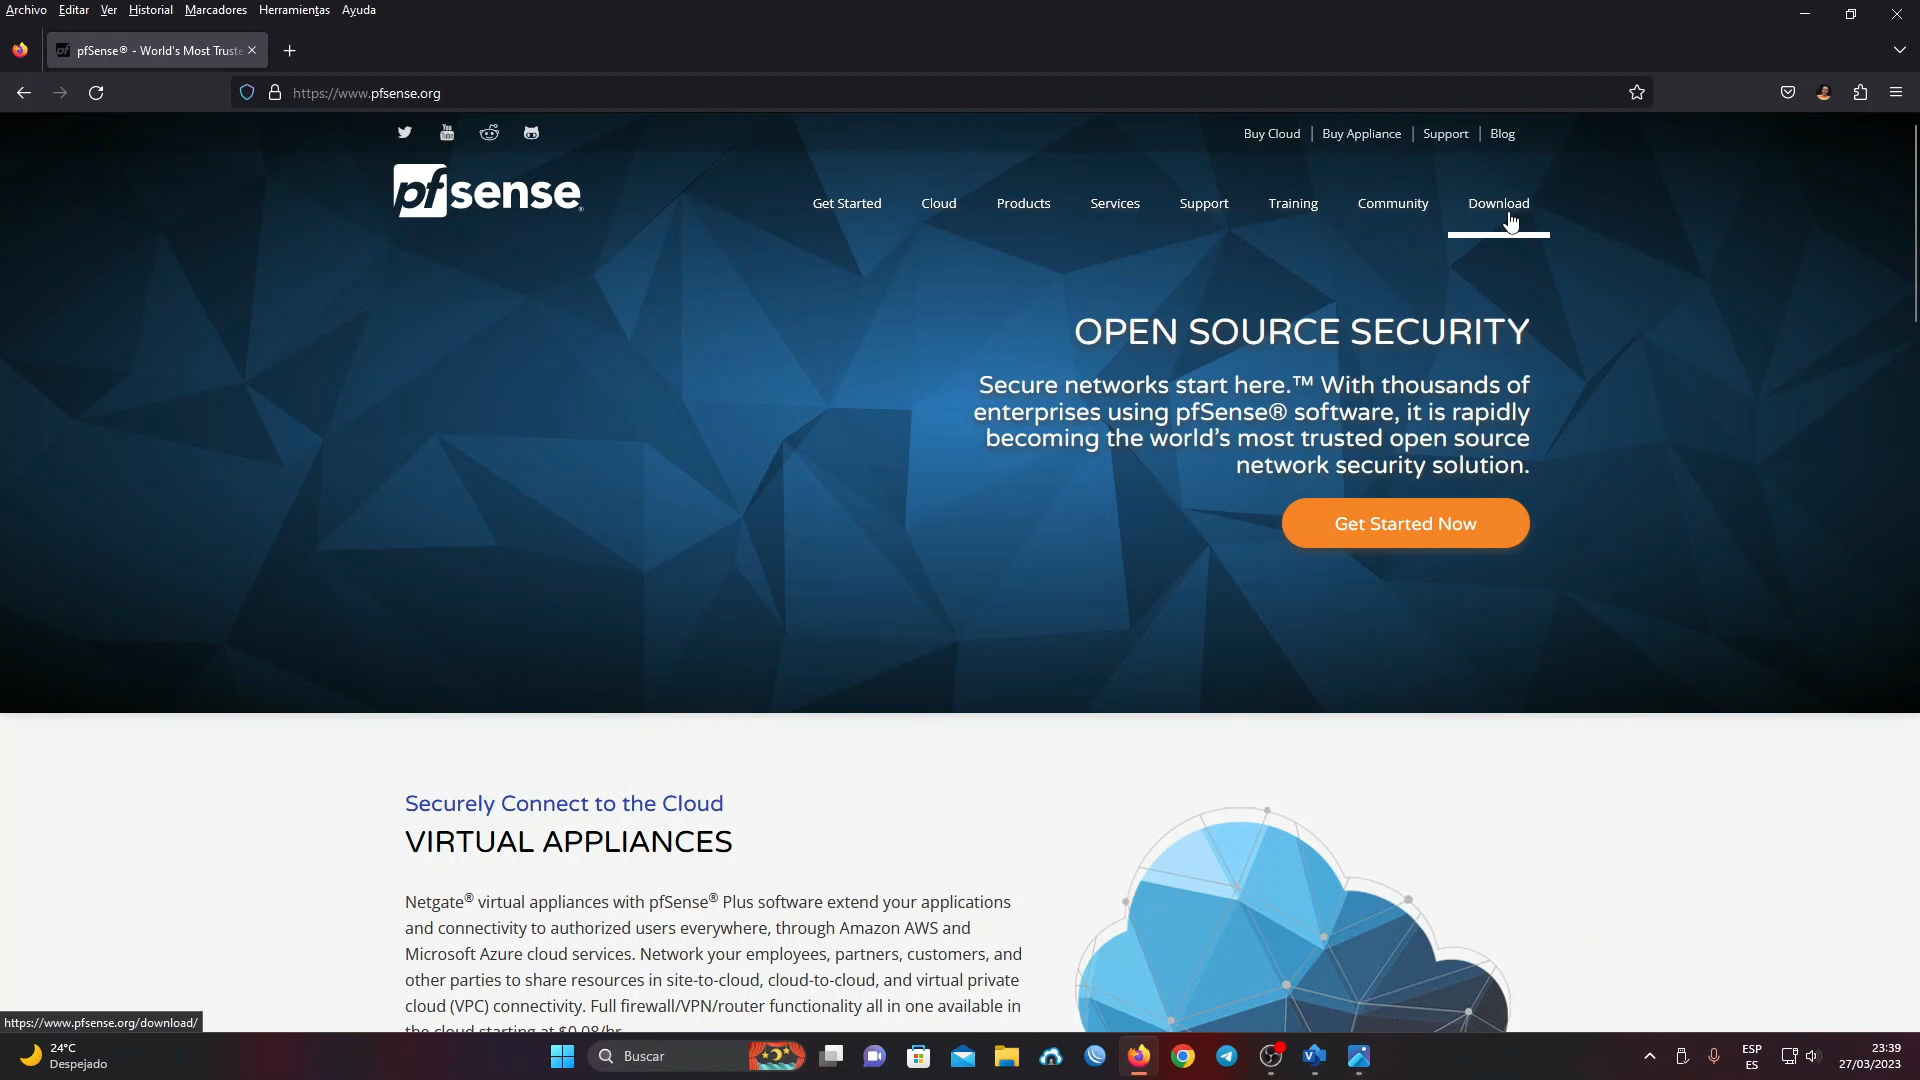 Archivo Editar Ver Historial Marcadores Herramientas Ayuda
pfSense® - World's Most Truste
https://www.pfsense.org
Buy Cloud | Buy Appliance | Support | Blog
pfsense®
Get Started Cloud Products Services Support Training Community Download
OPEN SOURCE SECURITY
Secure networks start here.™ With thousands of
enterprises using pfSense® software, it is rapidly
becoming the world's most trusted open source
network security solution.
Get Started Now
Securely Connect to the Cloud
VIRTUAL APPLIANCES
Netgate® virtual appliances with pfSense® Plus software extend your applications
and connectivity to authorized users everywhere, through Amazon AWS and
Microsoft Azure cloud services. Network your employees, partners, customers, and
other parties to share resources in site-to-cloud, cloud-to-cloud, and virtual private
cloud (VPC) connectivity. Full firewall/VPN/router functionality all in one available in
the cloud starting at $0.08/hr.
https://www.pfsense.org/download/
24°C
Despejado
Buscar
ESP
ES
23:39
27/03/2023